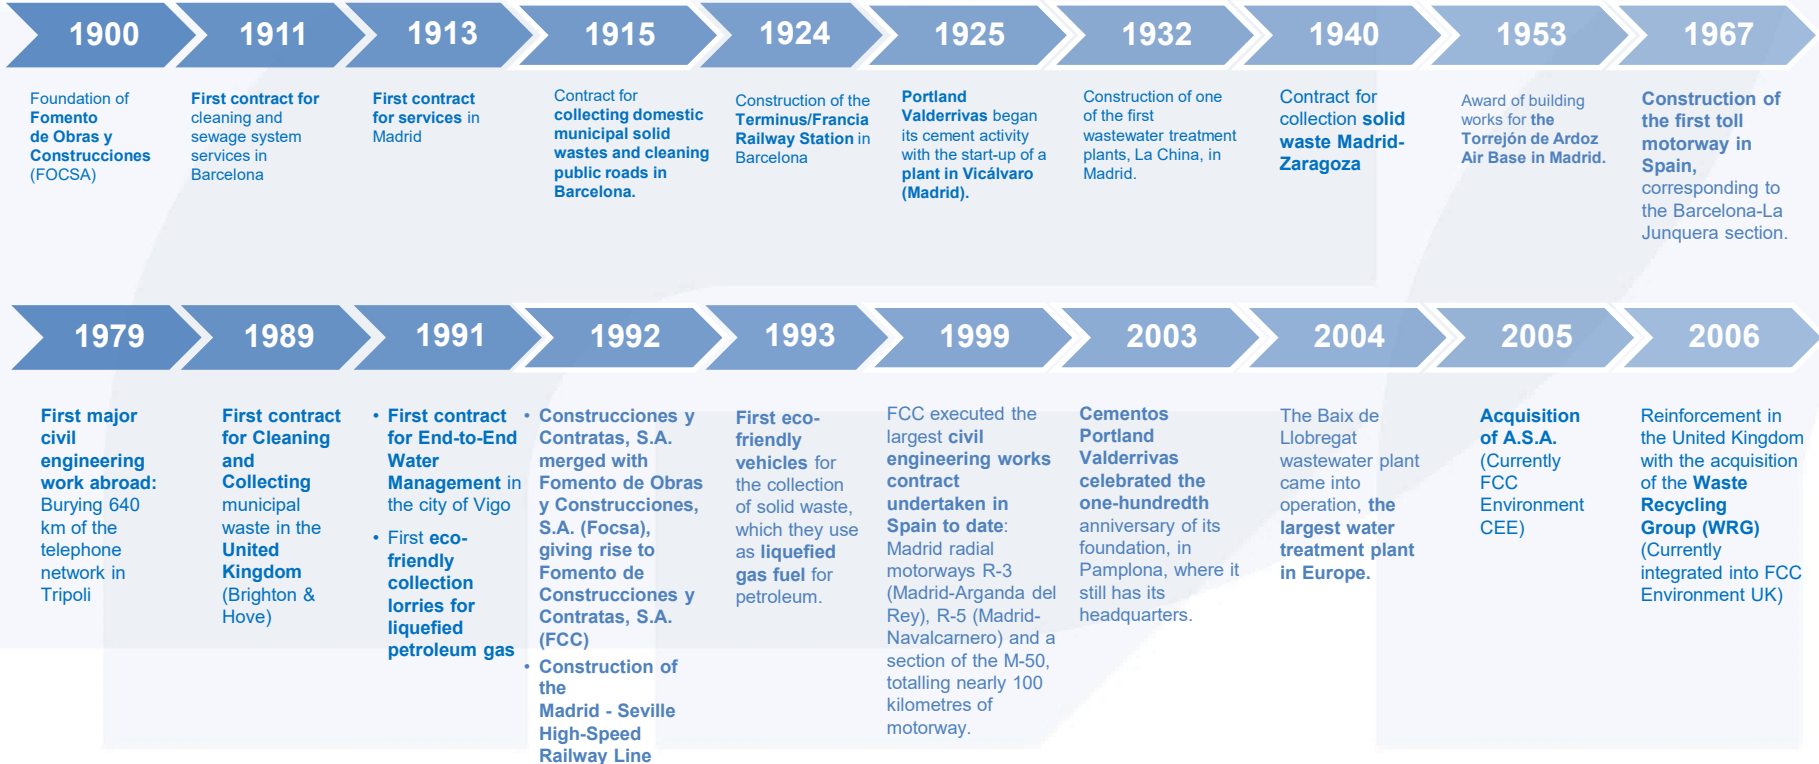 1900
1911
1913
1915
1924
1925
1932
1940
1953
1967
Foundation of
Fomento
de Obras y
Construcciones
(FOCSA)
First contract for
cleaning and
sewage system
services in
Barcelona
First contract
for services in
Madrid
Contract for
collecting domestic
municipal solid
wastes and cleaning
public roads in
Barcelona.
Construction of the
Terminus/Francia
Railway Station in
Barcelona
Portland
Valderrivas began
its cement activity
with the start-up of a
plant in Vicálvaro
(Madrid).
Construction of one
of the first
wastewater treatment
plants, La China, in
Madrid.
Contract for
collection solid
waste Madrid-
Zaragoza
Award of building
works for the
Torrejón de Ardoz
Air Base in Madrid.
Construction of
the first toll
motorway in
Spain,
corresponding to
the Barcelona-La
Junquera section.
1979
1989
1991
1992
1993
1999
2003
2004
2005
2006
First major
civil
engineering
work abroad:
Burying 640
km of the
telephone
network in
Tripoli
First contract
for Cleaning
and
Collecting
municipal
waste in the
United
Kingdom
(Brighton &
Hove)
• First contract
for End-to-End
Water
Management in
the city of Vigo
• First eco-
friendly
collection
lorries for
liquefied
petroleum gas
• Construcciones y
Contratas, S.A.
merged with
Fomento de Obras
y Construcciones,
S.A. (Focsa),
giving rise to
Fomento de
Construcciones y
Contratas, S.A.
(FCC)
• Construction of
the
Madrid - Seville
High-Speed
Railway Line
First eco-
friendly
vehicles for
the collection
of solid waste,
which they use
as liquefied
gas fuel for
petroleum.
FCC executed the
largest civil
engineering works
contract
undertaken in
Spain to date:
Madrid radial
motorways R-3
(Madrid-Arganda del
Rey), R-5 (Madrid-
Navalcarnero) and a
section of the M-50,
totalling nearly 100
kilometres of
motorway.
Cementos
Portland
Valderrivas
celebrated the
one-hundredth
anniversary of its
foundation, in
Pamplona, where it
still has its
headquarters.
The Baix de
Llobregat
wastewater plant
came into
operation, the
largest water
treatment plant
in Europe.
Acquisition
of A.S.A.
(Currently
FCC
Environment
CEE)
Reinforcement in
the United Kingdom
with the acquisition
of the Waste
Recycling
Group (WRG)
(Currently
integrated into FCC
Environment UK)